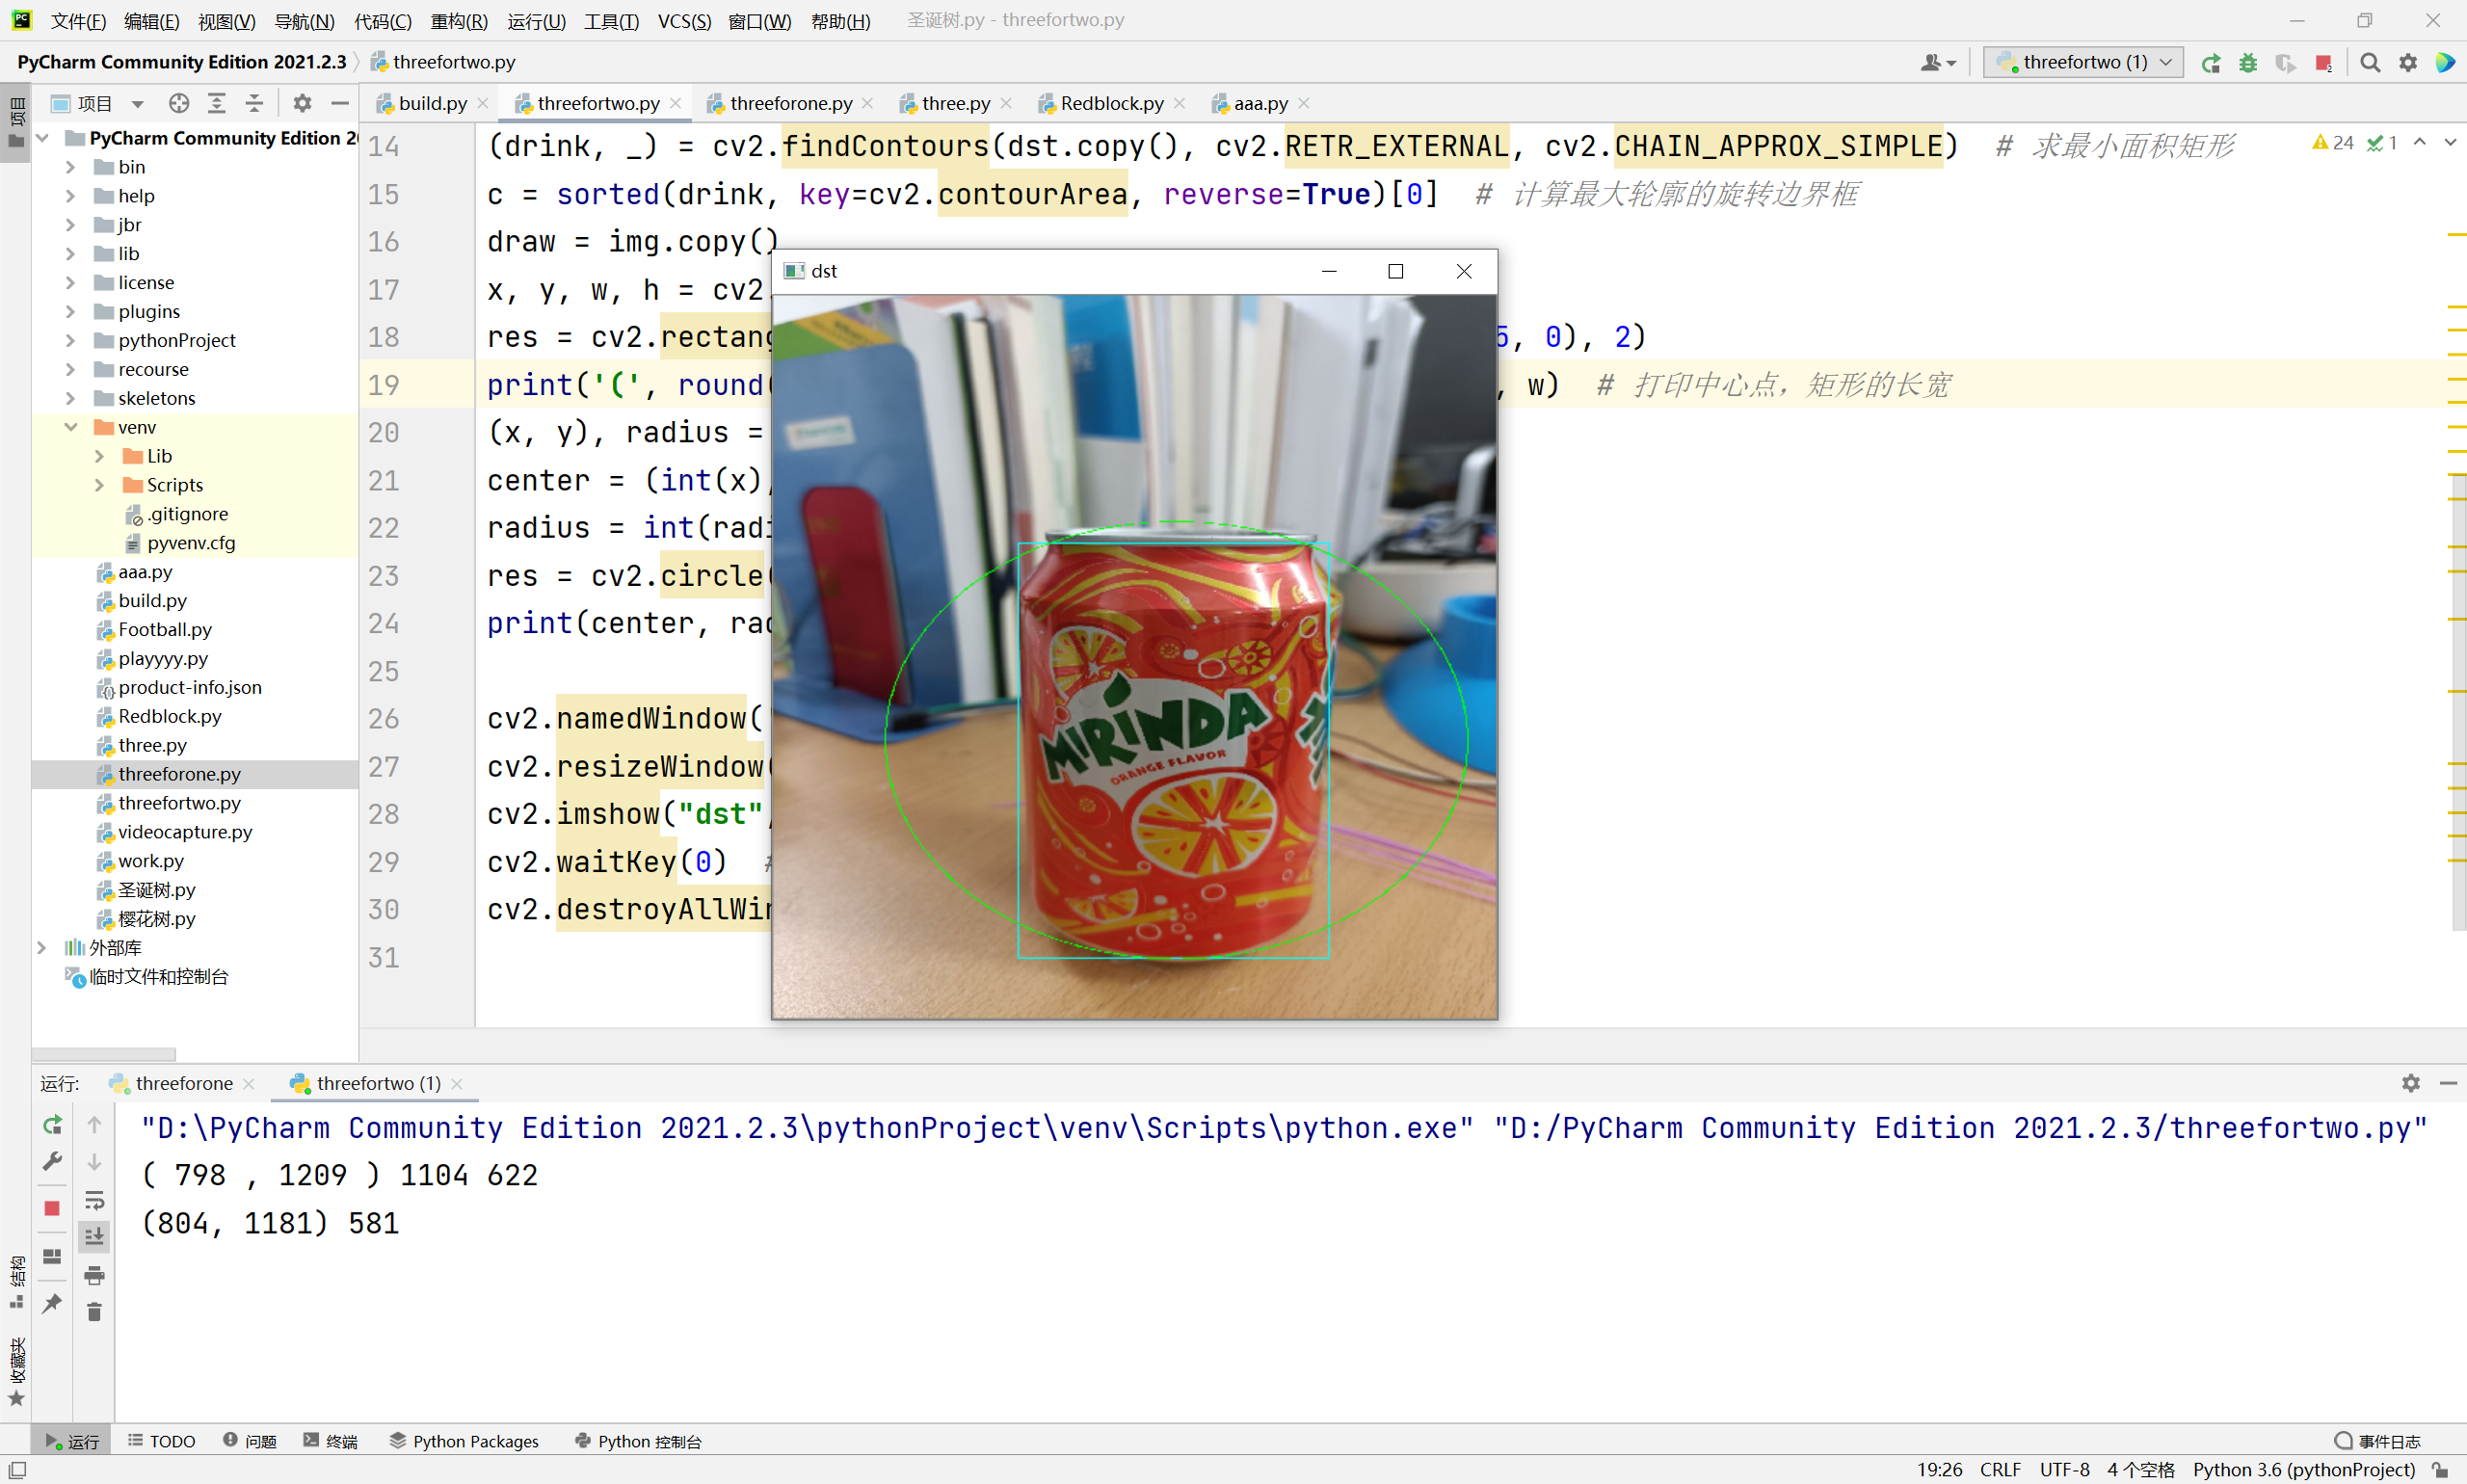 文件(F) 编辑(E) 视图(V) 导航(N) 代码(C) 重构(R) 运行(U) 工具(T) VCS(S) 窗口(W) 帮助(H) 圣诞树.py - threefortwo.py
PyCharm Community Edition 2021.2.3 threefortwo.py threefortwo (1)
项目 build.py threefortwo.py threeforone.py three.py Redblock.py aaa.py
项目
PyCharm Community Edition 20
bin
help
jbr
lib
license
plugins
pythonProject
recourse
skeletons
venv
Lib
Scripts
.gitignore
pyvenv.cfg
aaa.py
build.py
Football.py
playyyy.py
product-info.json
Redblock.py
three.py
threeforone.py
threefortwo.py
videocapture.py
work.py
圣诞树.py
樱花树.py
外部库
临时文件和控制台
14 (drink, _) = cv2.findContours(dst.copy(), cv2.RETR_EXTERNAL, cv2.CHAIN_APPROX_SIMPLE) # 求最小面积矩形
24 1
15 c = sorted(drink, key=cv2.contourArea, reverse=True)[0] # 计算最大轮廓的旋转边界框
16 draw = img.copy()
17 x, y, w, h = cv2.
18 res = cv2.rectang 5, 0), 2)
19 print('(', round( , w) # 打印中心点，矩形的长宽
20 (x, y), radius =
21 center = (int(x),
22 radius = int(radi
23 res = cv2.circle(
24 print(center, rad
25
26 cv2.namedWindow(
27 cv2.resizeWindow(
28 cv2.imshow("dst",
29 cv2.waitKey(0) #
30 cv2.destroyAllWin
31
dst
MIRINDA
ORANGE FLAVOR
运行: threeforone threefortwo (1)
"D:\PyCharm Community Edition 2021.2.3\pythonProject\venv\Scripts\python.exe" "D:/PyCharm Community Edition 2021.2.3/threefortwo.py"
( 798 , 1209 ) 1104 622
(804, 1181) 581
结构
收藏夹
运行 TODO 问题 终端 Python Packages Python 控制台 事件日志
19:26 CRLF UTF-8 4 个空格 Python 3.6 (pythonProject)